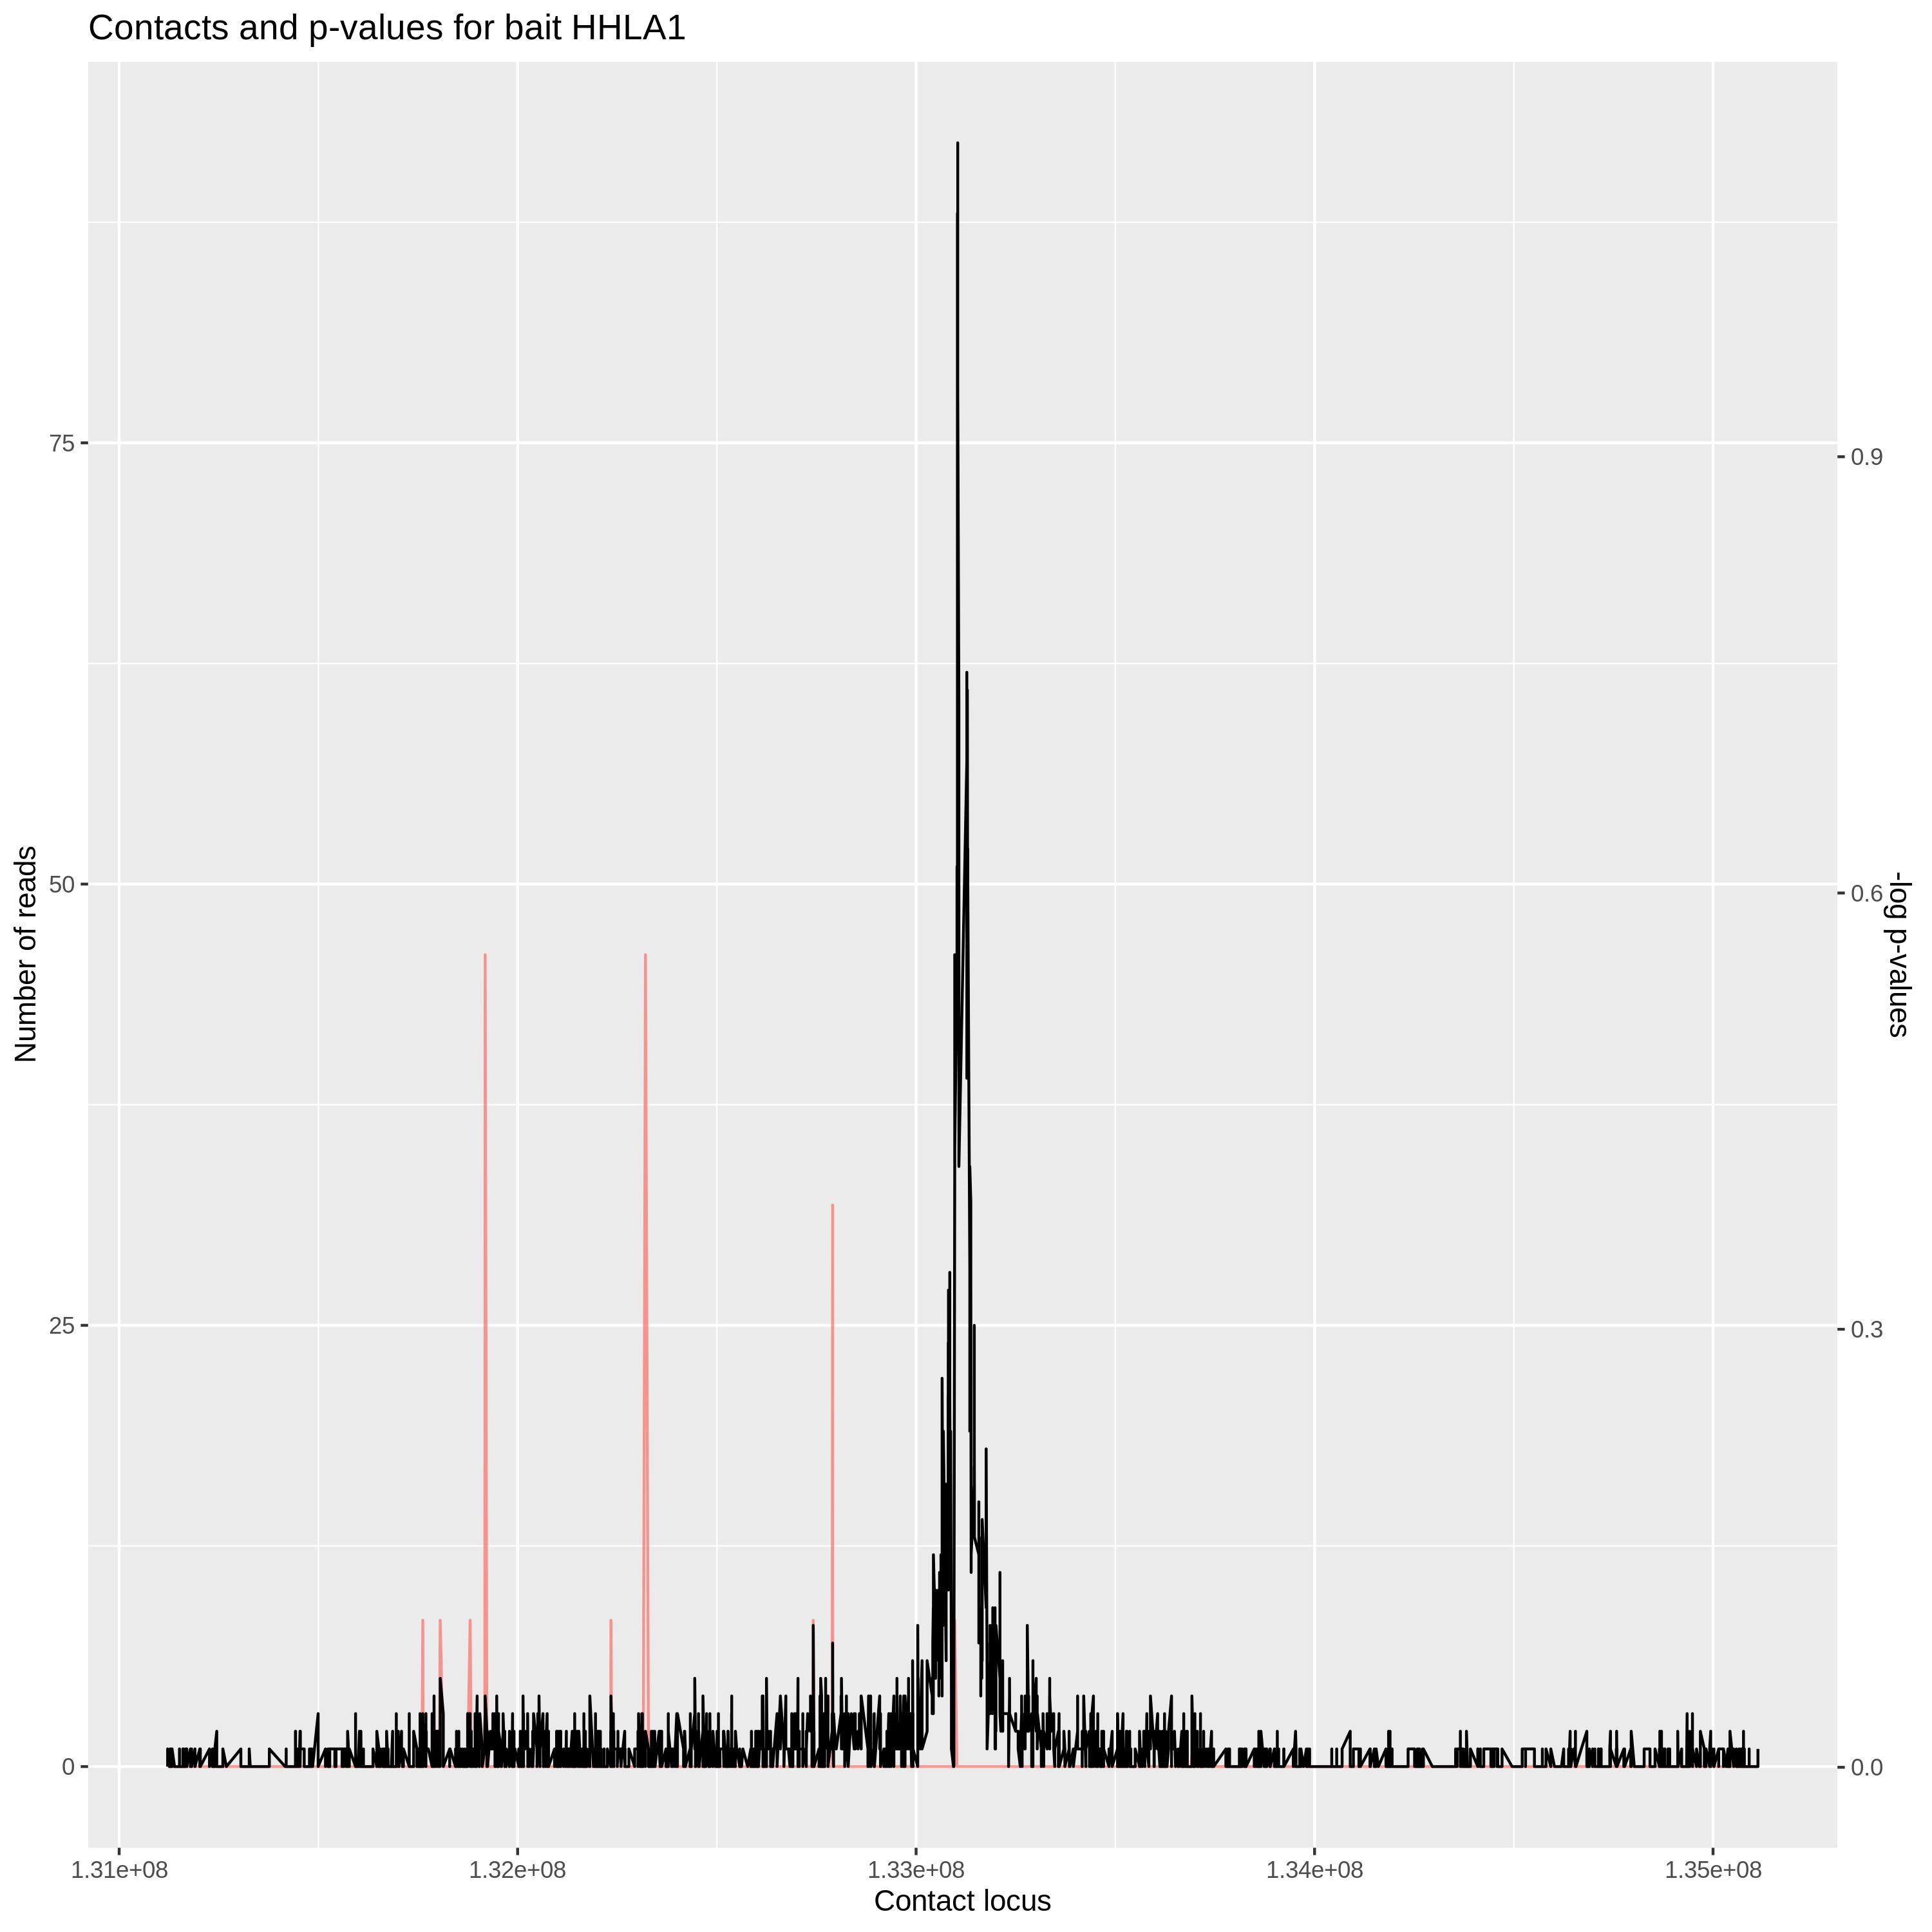 Contacts and p-values for bait HHLA1
75
50
25
0
Number of reads
0.9
0.6
0.3
0.0
-log p-values
1.31e+08 1.32e+08 1.33e+08 1.34e+08 1.35e+08
Contact locus